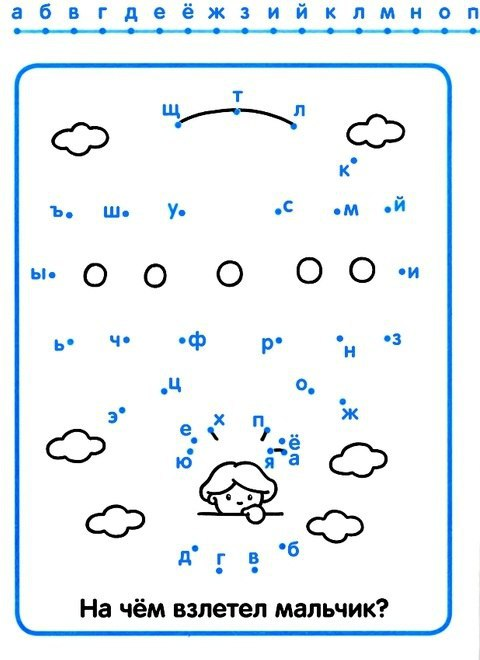 а б в г д е ё ж з и й к л м н о п
т
щ л
к
ъ ш у с м й
ы и
ь ч ф р н з
ц о
э ж
х п
е ё
ю я а
д г в б
На чём взлетел мальчик?